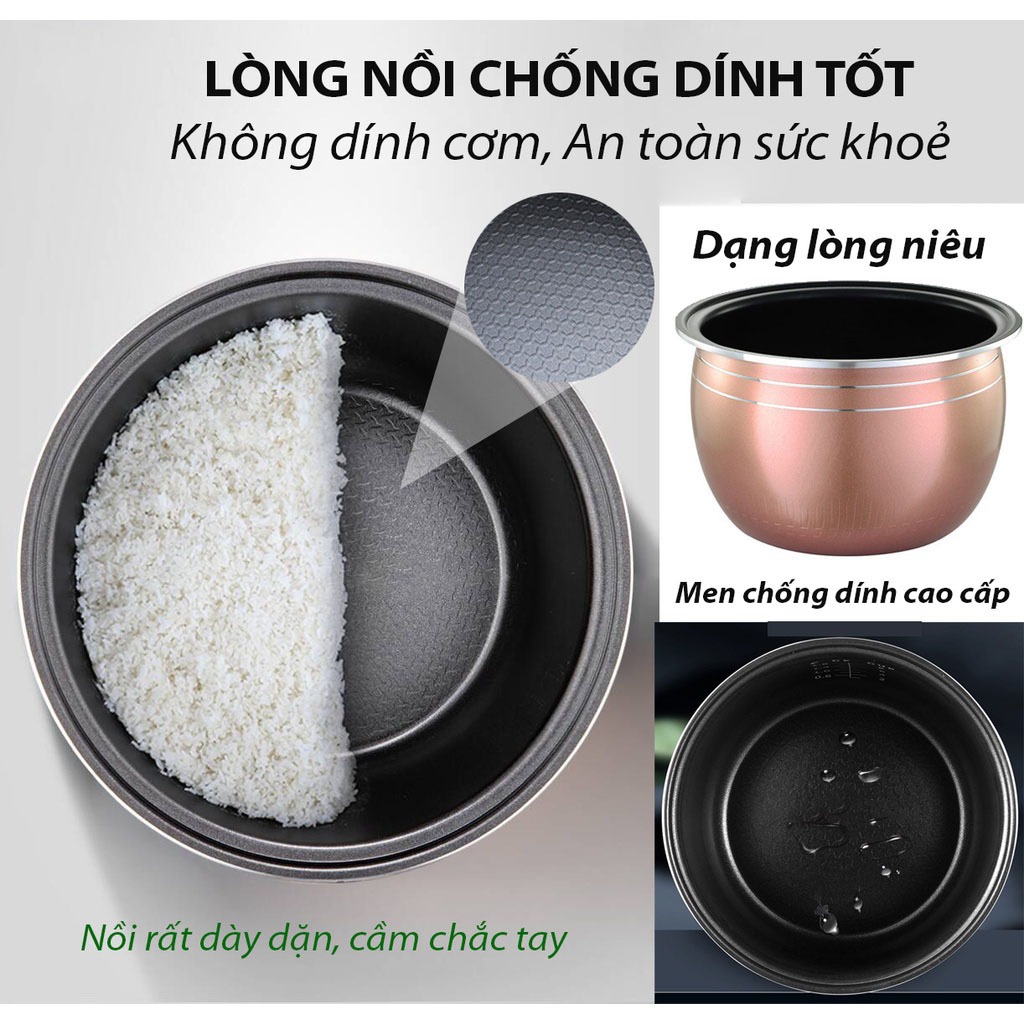 LÒNG NỒI CHỐNG DÍNH TỐT
Không dính cơm, An toàn sức khoẻ
Dạng lòng niêu
Men chống dính cao cấp
Nồi rất dày dặn, cầm chắc tay